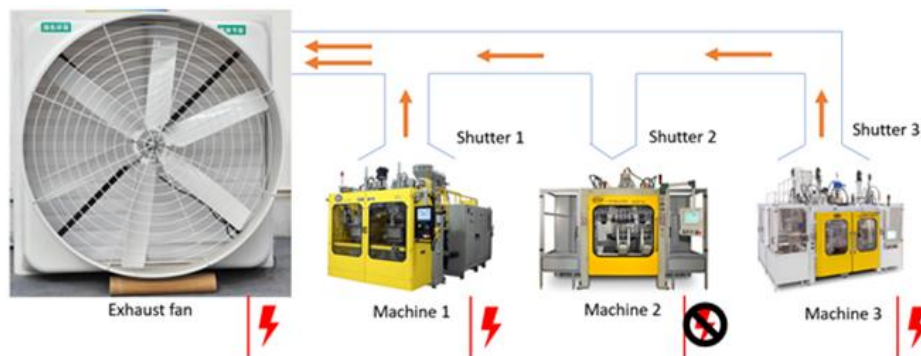 Shutter 1
Shutter 2
Shutter 3
Exhaust fan
Machine 1
Machine 2
Machine 3